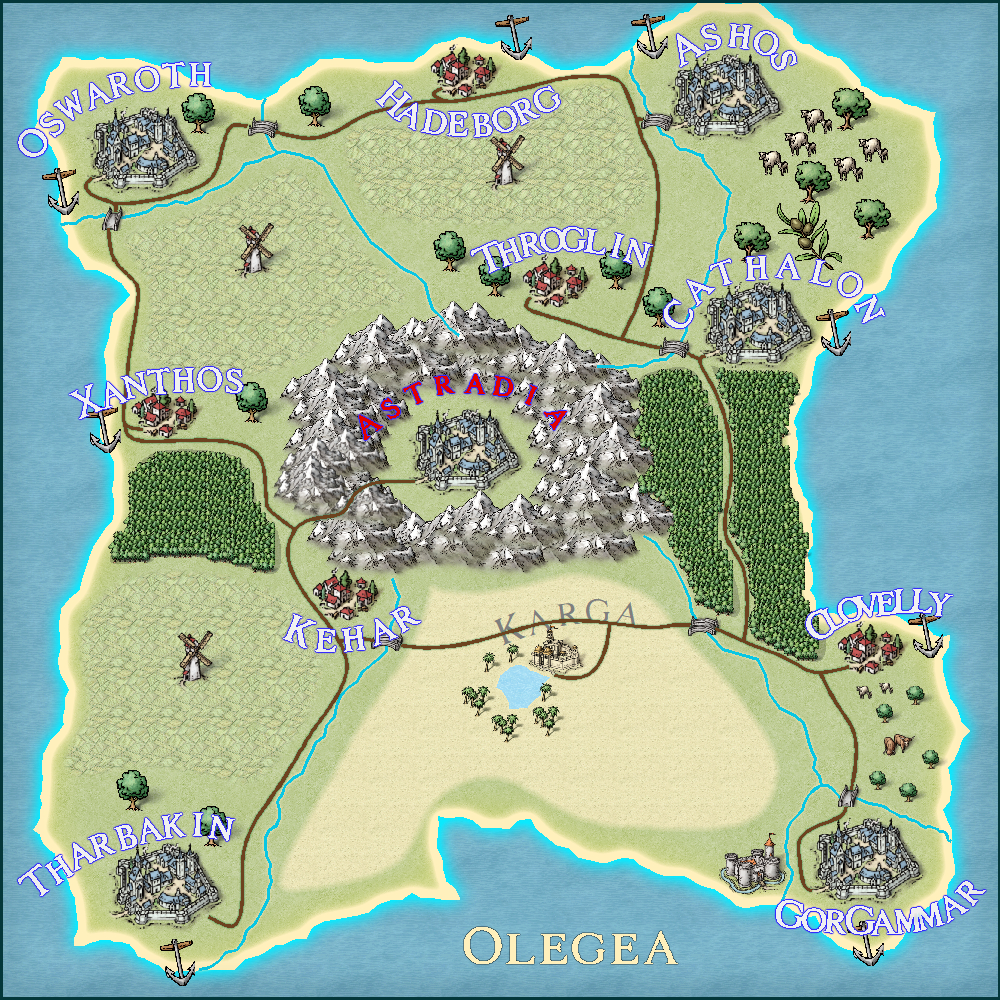 ASHOS
OSWAROTH
HADEBORG
THROGLIN
CATHALON
XANTHOS
ASTRADIA
KEHAR
KARGA
CLOVELLY
THARBAKIN
GORGAMMAR
OLEGEA